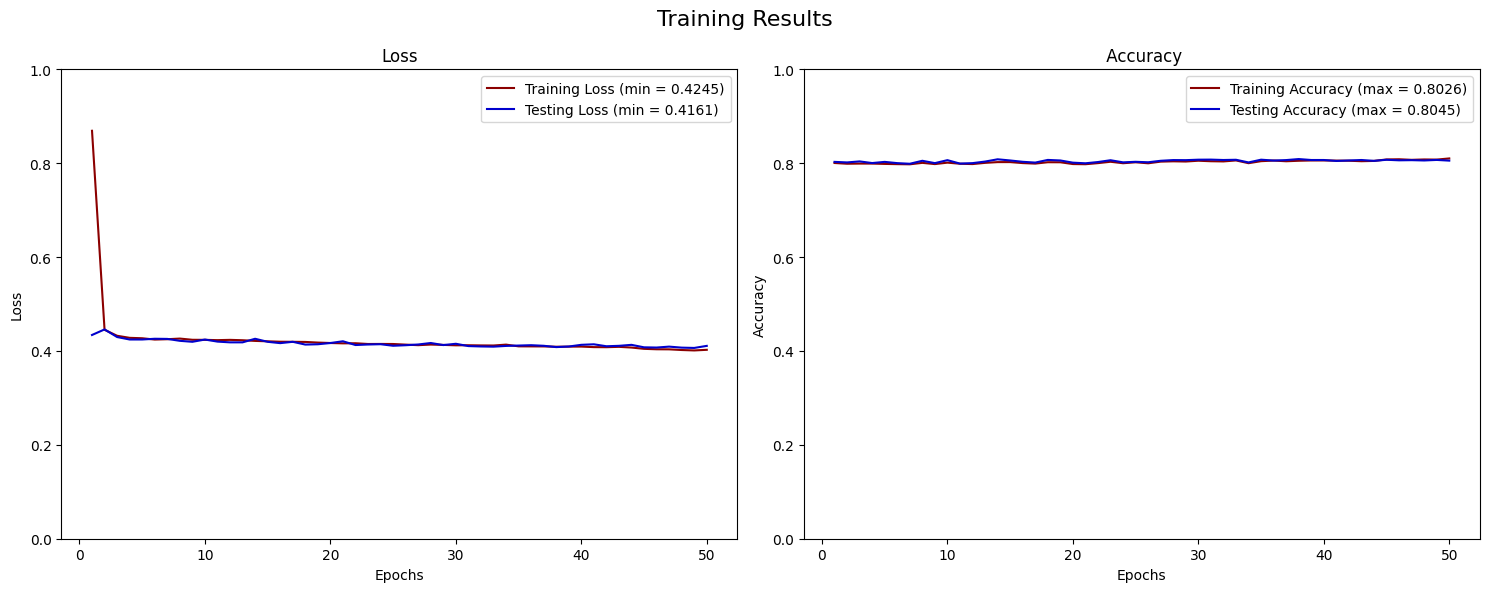 Training Results
Loss
Training Loss (min = 0.4245)
Testing Loss (min = 0.4161)
1.0
0.8
0.6
0.4
0.2
0.0
Loss
0
10
20
30
40
50
Epochs
Accuracy
Training Accuracy (max = 0.8026)
Testing Accuracy (max = 0.8045)
1.0
0.8
0.6
0.4
0.2
0.0
Accuracy
0
10
20
30
40
50
Epochs